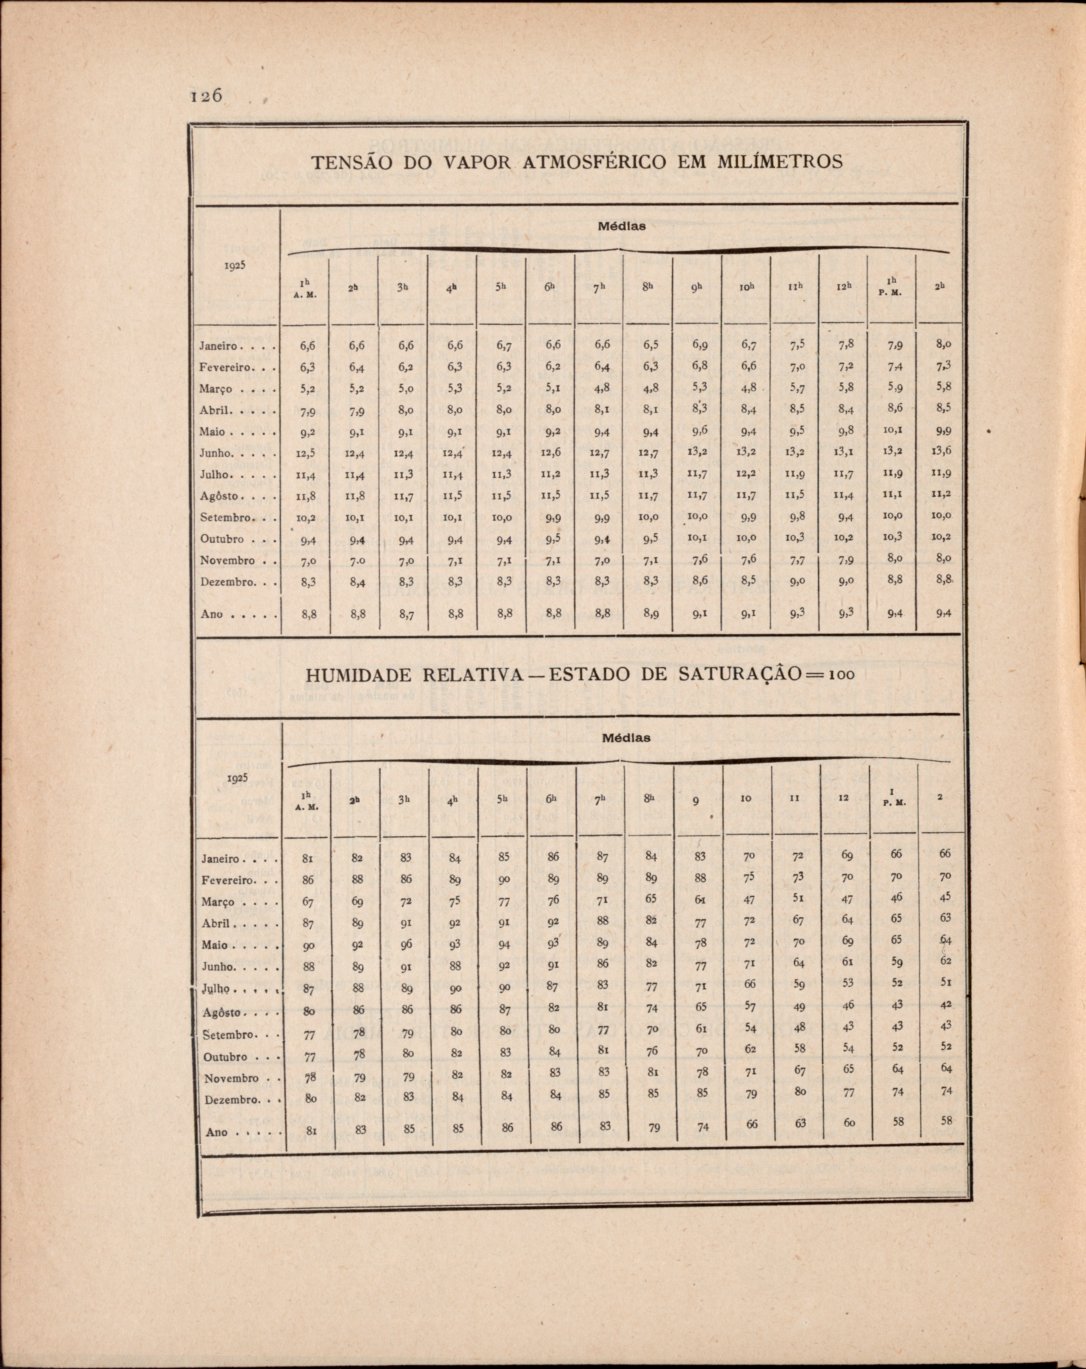 126
TENSÃO DO VAPOR ATMOSFÉRICO EM MILÍMETROS
Médias
1925 1h A. M. 2h 3h 4h 5h 6h 7h 8h 9h 10h 11h 12h 1h P. M. 2h
Janeiro . . . . 6,6 6,6 6,6 6,6 6,7 6,6 6,6 6,5 6,9 6,7 7,5 7,8 7,9 8,0
Fevereiro. . . 6,3 6,4 6,2 6,3 6,3 6,2 6,4 6,3 6,8 6,6 7,0 7,2 7,4 7,3
Março . . . . 5,2 5,2 5,0 5,3 5,2 5,1 4,8 4,8 5,3 4,8 5,7 5,8 5,9 5,8
Abril. . . . . 7,9 7,9 8,0 8,0 8,0 8,0 8,1 8,1 8,3 8,4 8,5 8,4 8,6 8,5
Maio . . . . . 9,2 9,1 9,1 9,1 9,1 9,2 9,4 9,4 9,6 9,4 9,5 9,8 10,1 9,9
Junho. . . . . 12,5 12,4 12,4 12,4 12,4 12,6 12,7 12,7 13,2 13,2 13,2 13,1 13,2 13,6
Julho. . . . . 11,4 11,4 11,3 11,4 11,3 11,2 11,3 11,3 11,7 12,2 11,9 11,7 11,9 11,9
Agôsto. . . . 11,8 11,8 11,7 11,5 11,5 11,5 11,5 11,7 11,7 11,7 11,5 11,4 11,1 11,2
Setembro. . . 10,2 10,1 10,1 10,1 10,0 9,9 9,9 10,0 10,0 9,9 9,8 9,4 10,0 10,0
Outubro . . . 9,4 9,4 9,4 9,4 9,4 9,5 9,4 9,5 10,1 10,0 10,3 10,2 10,3 10,2
Novembro . . 7,0 7.0 7,0 7,1 7,1 7,1 7,0 7,1 7,6 7,6 7,7 7,9 8,0 8,0
Dezembro. . . 8,3 8,4 8,3 8,3 8,3 8,3 8,3 8,3 8,6 8,5 9,0 9,0 8,8 8,8
Ano . . . . . 8,8 8,8 8,7 8,8 8,8 8,8 8,8 8,9 9,1 9,1 9,3 9,3 9,4 9,4
HUMIDADE RELATIVA — ESTADO DE SATURAÇÃO = 100
Médias
1925 1h A. M. 2h 3h 4h 5h 6h 7h 8h 9 10 11 12 1 P. M. 2
Janeiro . . . . 81 82 83 84 85 86 87 84 83 70 72 69 66 66
Fevereiro. . . 86 88 86 89 90 89 89 89 88 75 73 70 70 70
Março . . . . 67 69 72 75 77 76 71 65 61 47 51 47 46 45
Abril . . . . . 87 89 91 92 91 92 88 82 77 72 67 64 65 63
Maio . . . . . 90 92 96 93 94 93 89 84 78 72 70 69 65 64
Junho. . . . . 88 89 91 88 92 91 86 82 77 71 64 61 59 62
Julho . . . . . 87 88 89 90 90 87 83 77 71 66 59 53 52 51
Agôsto. . . . 80 86 86 86 87 82 81 74 65 57 49 46 43 42
Setembro. . . 77 78 79 80 80 80 77 70 61 54 48 43 43 43
Outubro . . . 77 78 80 82 83 84 81 76 70 62 58 54 52 52
Novembro . . 78 79 79 82 82 83 83 81 78 71 67 65 64 64
Dezembro. . . 80 82 83 84 84 84 85 85 85 79 80 77 74 74
Ano . . . . . 81 83 85 85 86 86 83 79 74 66 63 60 58 58